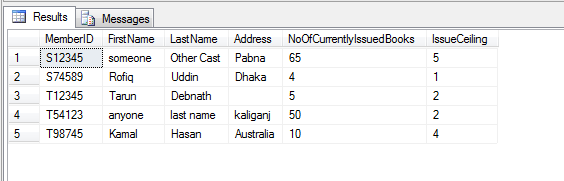 Results Messages
MemberID FirstName LastName Address NoOfCurrentlyIssuedBooks IssueCeiling
1 S12345 someone Other Cast Pabna 65 5
2 S74589 Rofiq Uddin Dhaka 4 1
3 T12345 Tarun Debnath 5 2
4 T54123 anyone last name kaliganj 50 2
5 T98745 Kamal Hasan Australia 10 4